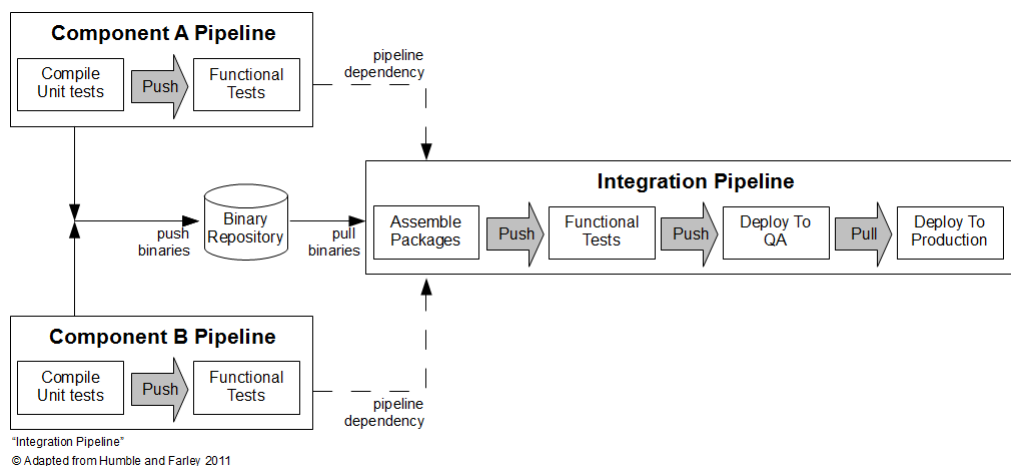 Component A Pipeline
Compile
Unit tests
Push
Functional
Tests
pipeline
dependency
Integration Pipeline
Binary
Repository
push
binaries
pull
binaries
Assemble
Packages
Push
Functional
Tests
Push
Deploy To
QA
Pull
Deploy To
Production
Component B Pipeline
Compile
Unit tests
Push
Functional
Tests
pipeline
dependency
"Integration Pipeline"
© Adapted from Humble and Farley 2011